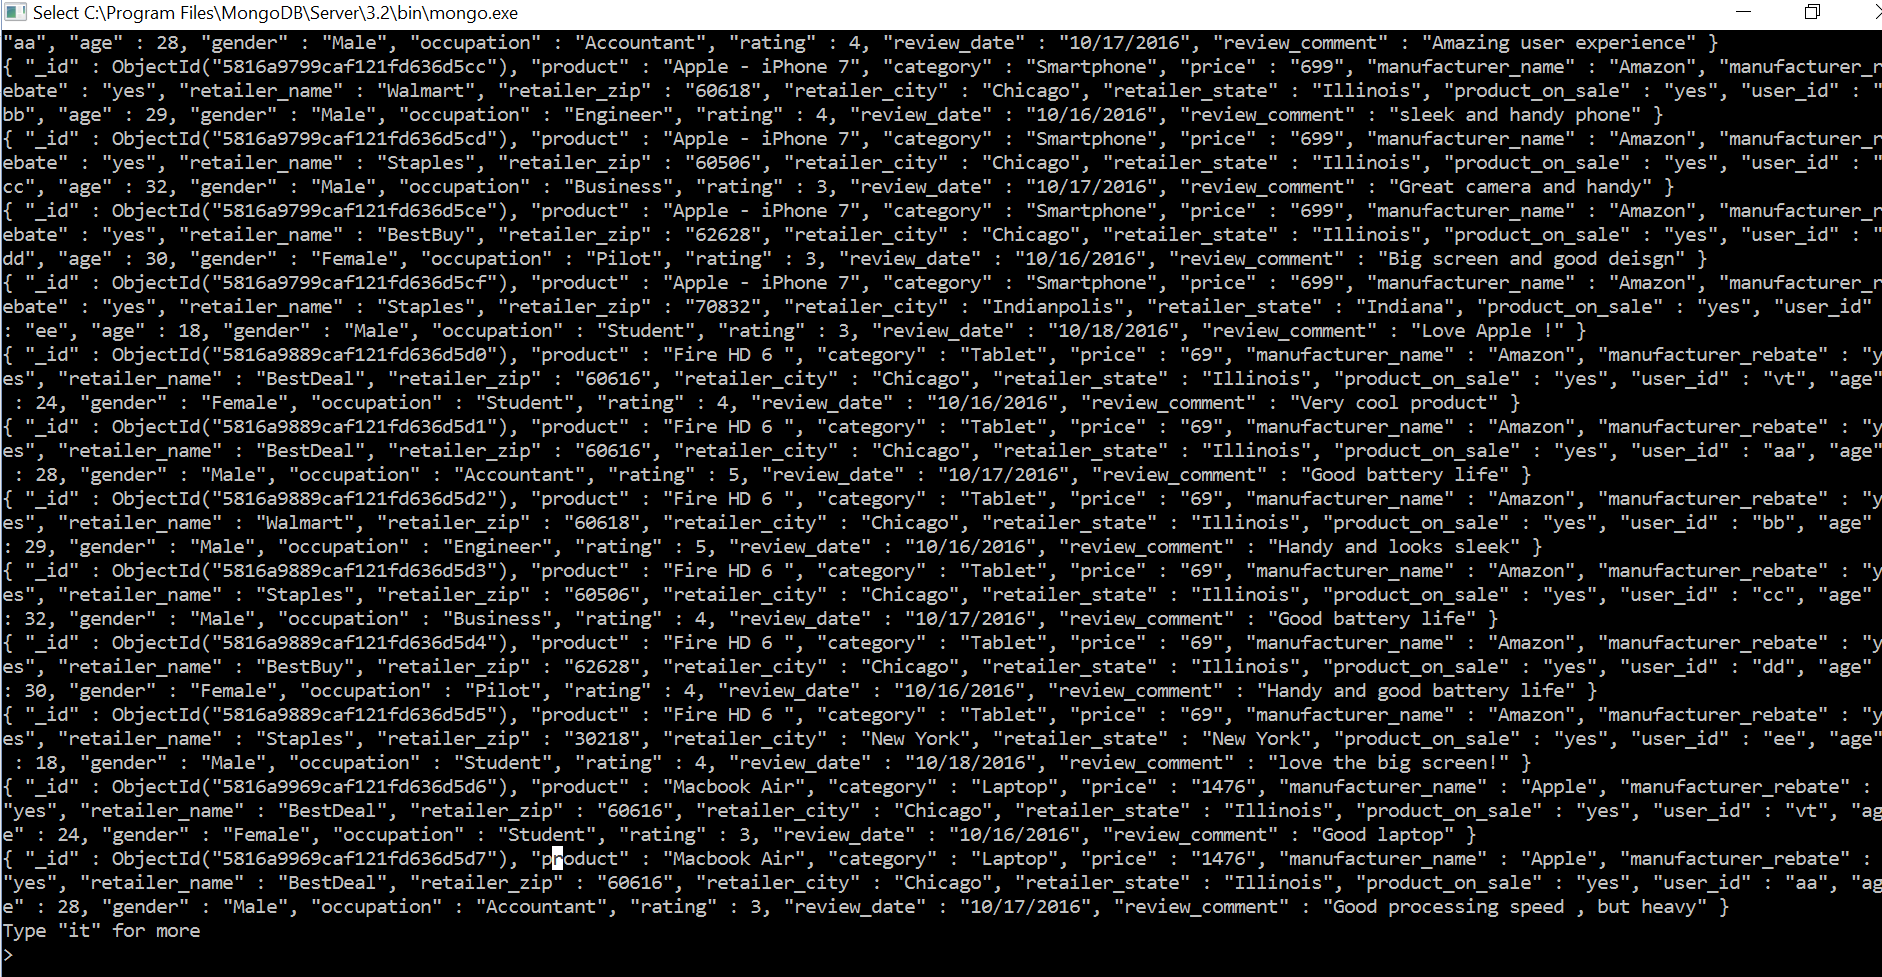 Select C:\Program Files\MongoDB\Server\3.2\bin\mongo.exe
"aa", "age" : 28, "gender" : "Male", "occupation" : "Accountant", "rating" : 4, "review_date" : "10/17/2016", "review_comment" : "Amazing user experience" }
{ "_id" : ObjectId("5816a9799caf121fd636d5cc"), "product" : "Apple - iPhone 7", "category" : "Smartphone", "price" : "699", "manufacturer_name" : "Amazon", "manufacturer_r
ebate" : "yes", "retailer_name" : "Walmart", "retailer_zip" : "60618", "retailer_city" : "Chicago", "retailer_state" : "Illinois", "product_on_sale" : "yes", "user_id" : "
bb", "age" : 29, "gender" : "Male", "occupation" : "Engineer", "rating" : 4, "review_date" : "10/16/2016", "review_comment" : "sleek and handy phone" }
{ "_id" : ObjectId("5816a9799caf121fd636d5cd"), "product" : "Apple - iPhone 7", "category" : "Smartphone", "price" : "699", "manufacturer_name" : "Amazon", "manufacturer_r
ebate" : "yes", "retailer_name" : "Staples", "retailer_zip" : "60506", "retailer_city" : "Chicago", "retailer_state" : "Illinois", "product_on_sale" : "yes", "user_id" : "
cc", "age" : 32, "gender" : "Male", "occupation" : "Business", "rating" : 3, "review_date" : "10/17/2016", "review_comment" : "Great camera and handy" }
{ "_id" : ObjectId("5816a9799caf121fd636d5ce"), "product" : "Apple - iPhone 7", "category" : "Smartphone", "price" : "699", "manufacturer_name" : "Amazon", "manufacturer_r
ebate" : "yes", "retailer_name" : "BestBuy", "retailer_zip" : "62628", "retailer_city" : "Chicago", "retailer_state" : "Illinois", "product_on_sale" : "yes", "user_id" : "
dd", "age" : 30, "gender" : "Female", "occupation" : "Pilot", "rating" : 3, "review_date" : "10/16/2016", "review_comment" : "Big screen and good deisgn" }
{ "_id" : ObjectId("5816a9799caf121fd636d5cf"), "product" : "Apple - iPhone 7", "category" : "Smartphone", "price" : "699", "manufacturer_name" : "Amazon", "manufacturer_r
ebate" : "yes", "retailer_name" : "Staples", "retailer_zip" : "70832", "retailer_city" : "Indianpolis", "retailer_state" : "Indiana", "product_on_sale" : "yes", "user_id"
: "ee", "age" : 18, "gender" : "Male", "occupation" : "Student", "rating" : 3, "review_date" : "10/18/2016", "review_comment" : "Love Apple !" }
{ "_id" : ObjectId("5816a9889caf121fd636d5d0"), "product" : "Fire HD 6 ", "category" : "Tablet", "price" : "69", "manufacturer_name" : "Amazon", "manufacturer_rebate" : "y
es", "retailer_name" : "BestDeal", "retailer_zip" : "60616", "retailer_city" : "Chicago", "retailer_state" : "Illinois", "product_on_sale" : "yes", "user_id" : "vt", "age"
: 24, "gender" : "Female", "occupation" : "Student", "rating" : 4, "review_date" : "10/16/2016", "review_comment" : "Very cool product" }
{ "_id" : ObjectId("5816a9889caf121fd636d5d1"), "product" : "Fire HD 6 ", "category" : "Tablet", "price" : "69", "manufacturer_name" : "Amazon", "manufacturer_rebate" : "y
es", "retailer_name" : "BestDeal", "retailer_zip" : "60616", "retailer_city" : "Chicago", "retailer_state" : "Illinois", "product_on_sale" : "yes", "user_id" : "aa", "age"
: 28, "gender" : "Male", "occupation" : "Accountant", "rating" : 5, "review_date" : "10/17/2016", "review_comment" : "Good battery life" }
{ "_id" : ObjectId("5816a9889caf121fd636d5d2"), "product" : "Fire HD 6 ", "category" : "Tablet", "price" : "69", "manufacturer_name" : "Amazon", "manufacturer_rebate" : "y
es", "retailer_name" : "Walmart", "retailer_zip" : "60618", "retailer_city" : "Chicago", "retailer_state" : "Illinois", "product_on_sale" : "yes", "user_id" : "bb", "age"
: 29, "gender" : "Male", "occupation" : "Engineer", "rating" : 5, "review_date" : "10/16/2016", "review_comment" : "Handy and looks sleek" }
{ "_id" : ObjectId("5816a9889caf121fd636d5d3"), "product" : "Fire HD 6 ", "category" : "Tablet", "price" : "69", "manufacturer_name" : "Amazon", "manufacturer_rebate" : "y
es", "retailer_name" : "Staples", "retailer_zip" : "60506", "retailer_city" : "Chicago", "retailer_state" : "Illinois", "product_on_sale" : "yes", "user_id" : "cc", "age"
: 32, "gender" : "Male", "occupation" : "Business", "rating" : 4, "review_date" : "10/17/2016", "review_comment" : "Good battery life" }
{ "_id" : ObjectId("5816a9889caf121fd636d5d4"), "product" : "Fire HD 6 ", "category" : "Tablet", "price" : "69", "manufacturer_name" : "Amazon", "manufacturer_rebate" : "y
es", "retailer_name" : "BestBuy", "retailer_zip" : "62628", "retailer_city" : "Chicago", "retailer_state" : "Illinois", "product_on_sale" : "yes", "user_id" : "dd", "age"
: 30, "gender" : "Female", "occupation" : "Pilot", "rating" : 4, "review_date" : "10/16/2016", "review_comment" : "Handy and good battery life" }
{ "_id" : ObjectId("5816a9889caf121fd636d5d5"), "product" : "Fire HD 6 ", "category" : "Tablet", "price" : "69", "manufacturer_name" : "Amazon", "manufacturer_rebate" : "y
es", "retailer_name" : "Staples", "retailer_zip" : "30218", "retailer_city" : "New York", "retailer_state" : "New York", "product_on_sale" : "yes", "user_id" : "ee", "age"
: 18, "gender" : "Male", "occupation" : "Student", "rating" : 4, "review_date" : "10/18/2016", "review_comment" : "love the big screen!" }
{ "_id" : ObjectId("5816a9969caf121fd636d5d6"), "product" : "Macbook Air", "category" : "Laptop", "price" : "1476", "manufacturer_name" : "Apple", "manufacturer_rebate" :
"yes", "retailer_name" : "BestDeal", "retailer_zip" : "60616", "retailer_city" : "Chicago", "retailer_state" : "Illinois", "product_on_sale" : "yes", "user_id" : "vt", "ag
e" : 24, "gender" : "Female", "occupation" : "Student", "rating" : 3, "review_date" : "10/16/2016", "review_comment" : "Good laptop" }
{ "_id" : ObjectId("5816a9969caf121fd636d5d7"), "product" : "Macbook Air", "category" : "Laptop", "price" : "1476", "manufacturer_name" : "Apple", "manufacturer_rebate" :
"yes", "retailer_name" : "BestDeal", "retailer_zip" : "60616", "retailer_city" : "Chicago", "retailer_state" : "Illinois", "product_on_sale" : "yes", "user_id" : "aa", "ag
e" : 28, "gender" : "Male", "occupation" : "Accountant", "rating" : 3, "review_date" : "10/17/2016", "review_comment" : "Good processing speed , but heavy" }
Type "it" for more
>